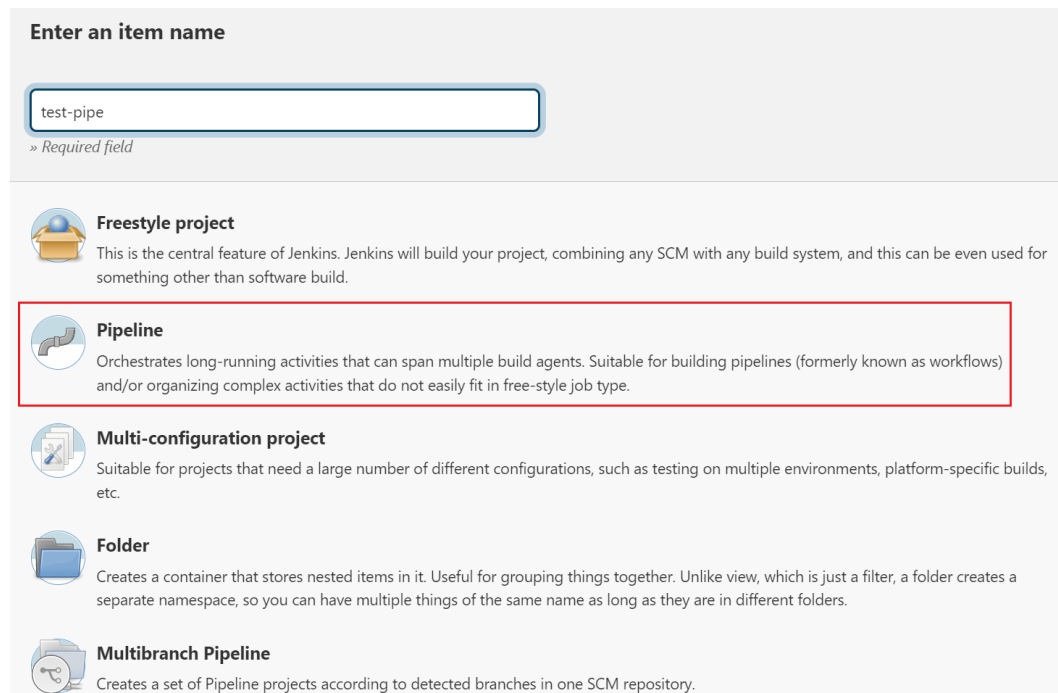 Enter an item name
test-pipe
» Required field
Freestyle project
This is the central feature of Jenkins. Jenkins will build your project, combining any SCM with any build system, and this can be even used for
something other than software build.
Pipeline
Orchestrates long-running activities that can span multiple build agents. Suitable for building pipelines (formerly known as workflows)
and/or organizing complex activities that do not easily fit in free-style job type.
Multi-configuration project
Suitable for projects that need a large number of different configurations, such as testing on multiple environments, platform-specific builds,
etc.
Folder
Creates a container that stores nested items in it. Useful for grouping things together. Unlike view, which is just a filter, a folder creates a
separate namespace, so you can have multiple things of the same name as long as they are in different folders.
Multibranch Pipeline
Creates a set of Pipeline projects according to detected branches in one SCM repository.